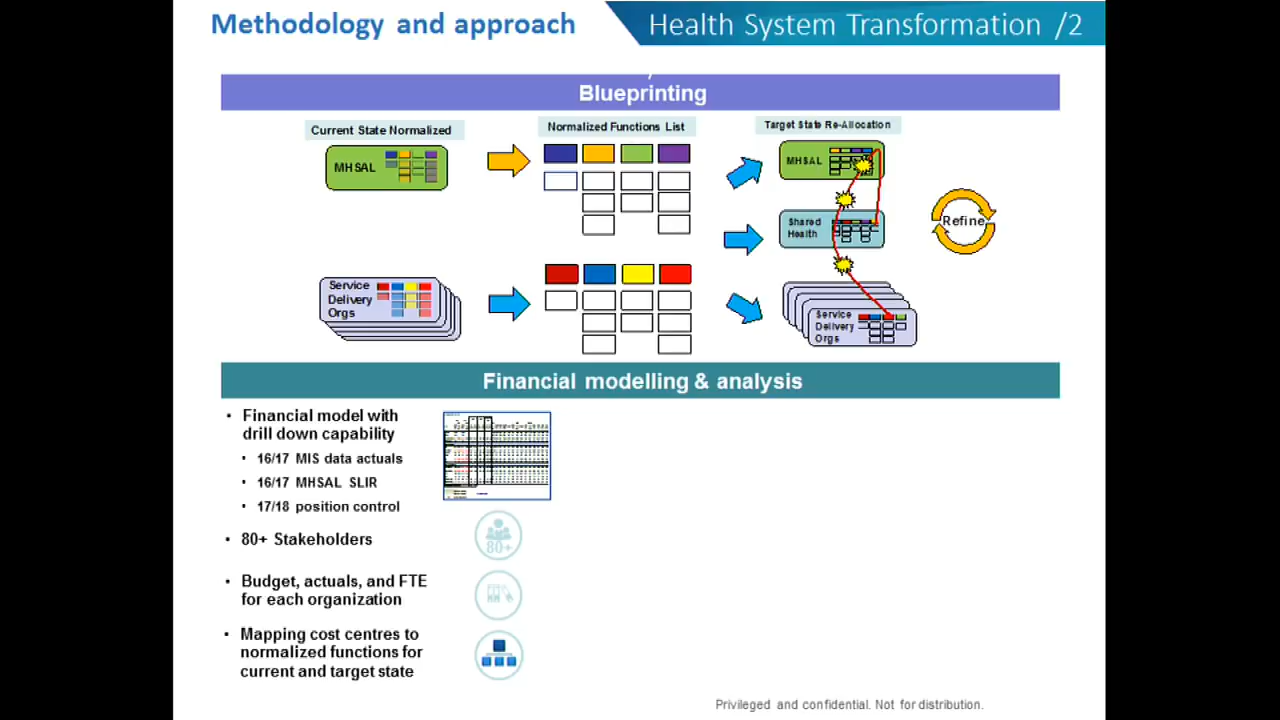 Methodology and approach
Health System Transformation /2
Blueprinting
Current State Normalized
Normalized Functions List
Target State Re-Allocation
MHSAL
MHSAL
Shared
Health
Refine
Service
Delivery
Orgs
Service
Delivery
Orgs
Financial modelling & analysis
• Financial model with
drill down capability
• 16/17 MIS data actuals
• 16/17 MHSAL SLIR
• 17/18 position control
• 80+ Stakeholders
80+
• Budget, actuals, and FTE
for each organization
• Mapping cost centres to
normalized functions for
current and target state
Privileged and confidential. Not for distribution.